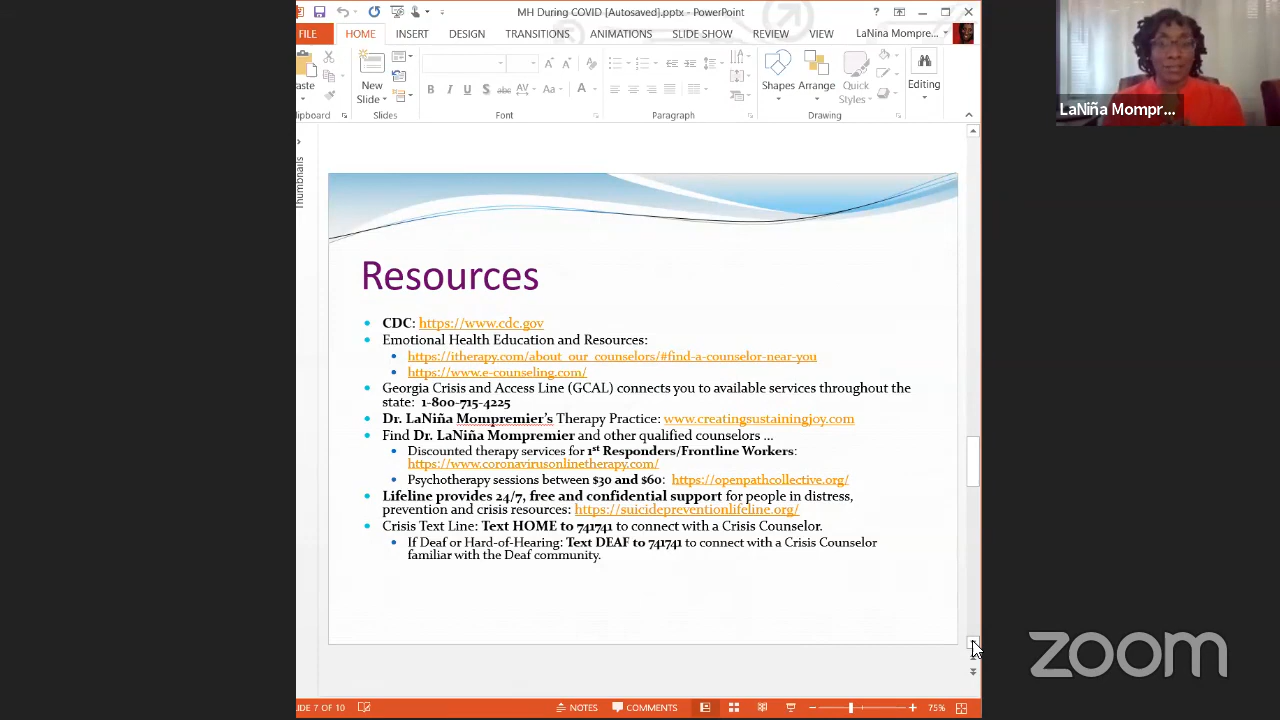 MH During COVID [Autosaved].pptx - PowerPoint
FILE HOME INSERT DESIGN TRANSITIONS ANIMATIONS SLIDE SHOW REVIEW VIEW LaNina Mompre...
aste New Slide Shapes Arrange Quick Styles Editing
B I U S abc AV Aa A
lipboard Slides Font Paragraph Drawing
Thumbnails
LaNiña Mompr...
Resources
CDC: https://www.cdc.gov
Emotional Health Education and Resources:
https://itherapy.com/about_our_counselors/#find-a-counselor-near-you
https://www.e-counseling.com/
Georgia Crisis and Access Line (GCAL) connects you to available services throughout the
state: 1-800-715-4225
Dr. LaNiña Mompremier's Therapy Practice: www.creatingsustainingjoy.com
Find Dr. LaNiña Mompremier and other qualified counselors ...
Discounted therapy services for 1st Responders/Frontline Workers:
https://www.coronavirusonlinetherapy.com/
Psychotherapy sessions between $30 and $60: https://openpathcollective.org/
Lifeline provides 24/7, free and confidential support for people in distress,
prevention and crisis resources: https://suicidepreventionlifeline.org/
Crisis Text Line: Text HOME to 741741 to connect with a Crisis Counselor.
If Deaf or Hard-of-Hearing: Text DEAF to 741741 to connect with a Crisis Counselor
familiar with the Deaf community.
LIDE 7 OF 10 NOTES COMMENTS 75%
zoom